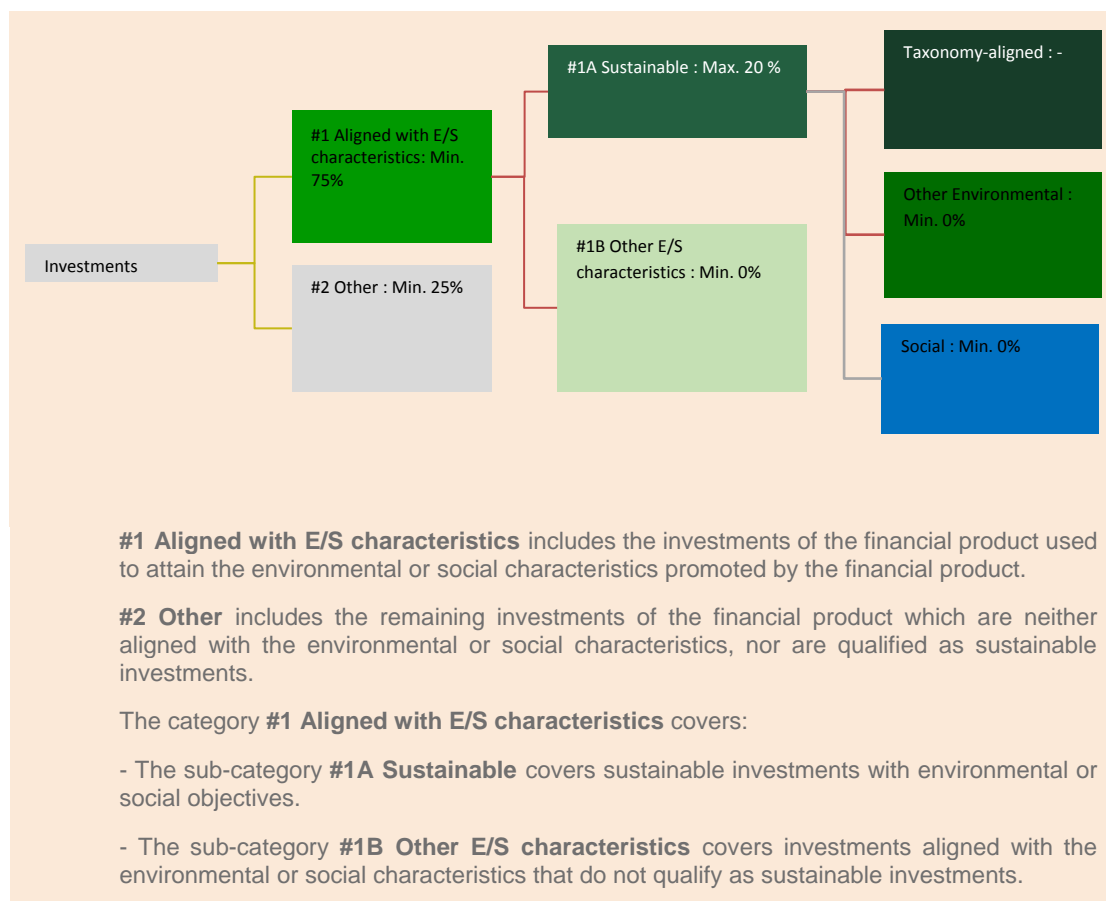 Investments
#1 Aligned with E/S
characteristics: Min.
75%
#2 Other : Min. 25%
#1A Sustainable : Max. 20 %
#1B Other E/S
characteristics : Min. 0%
Taxonomy-aligned : -
Other Environmental :
Min. 0%
Social : Min. 0%
#1 Aligned with E/S characteristics includes the investments of the financial product used
to attain the environmental or social characteristics promoted by the financial product.
#2 Other includes the remaining investments of the financial product which are neither
aligned with the environmental or social characteristics, nor are qualified as sustainable
investments.
The category #1 Aligned with E/S characteristics covers:
- The sub-category #1A Sustainable covers sustainable investments with environmental or
social objectives.
- The sub-category #1B Other E/S characteristics covers investments aligned with the
environmental or social characteristics that do not qualify as sustainable investments.